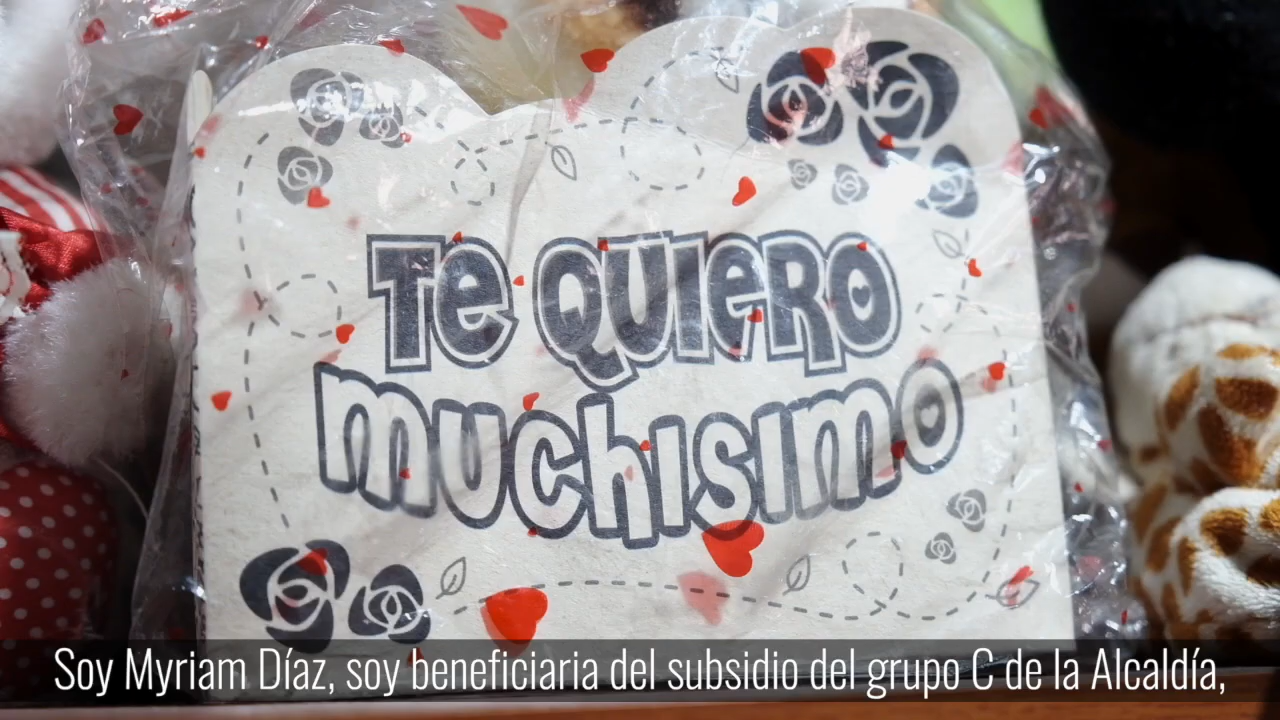 Te QUIeRO
muchisimo
Soy Myriam Díaz, soy beneficiaria del subsidio del grupo C de la Alcaldía,